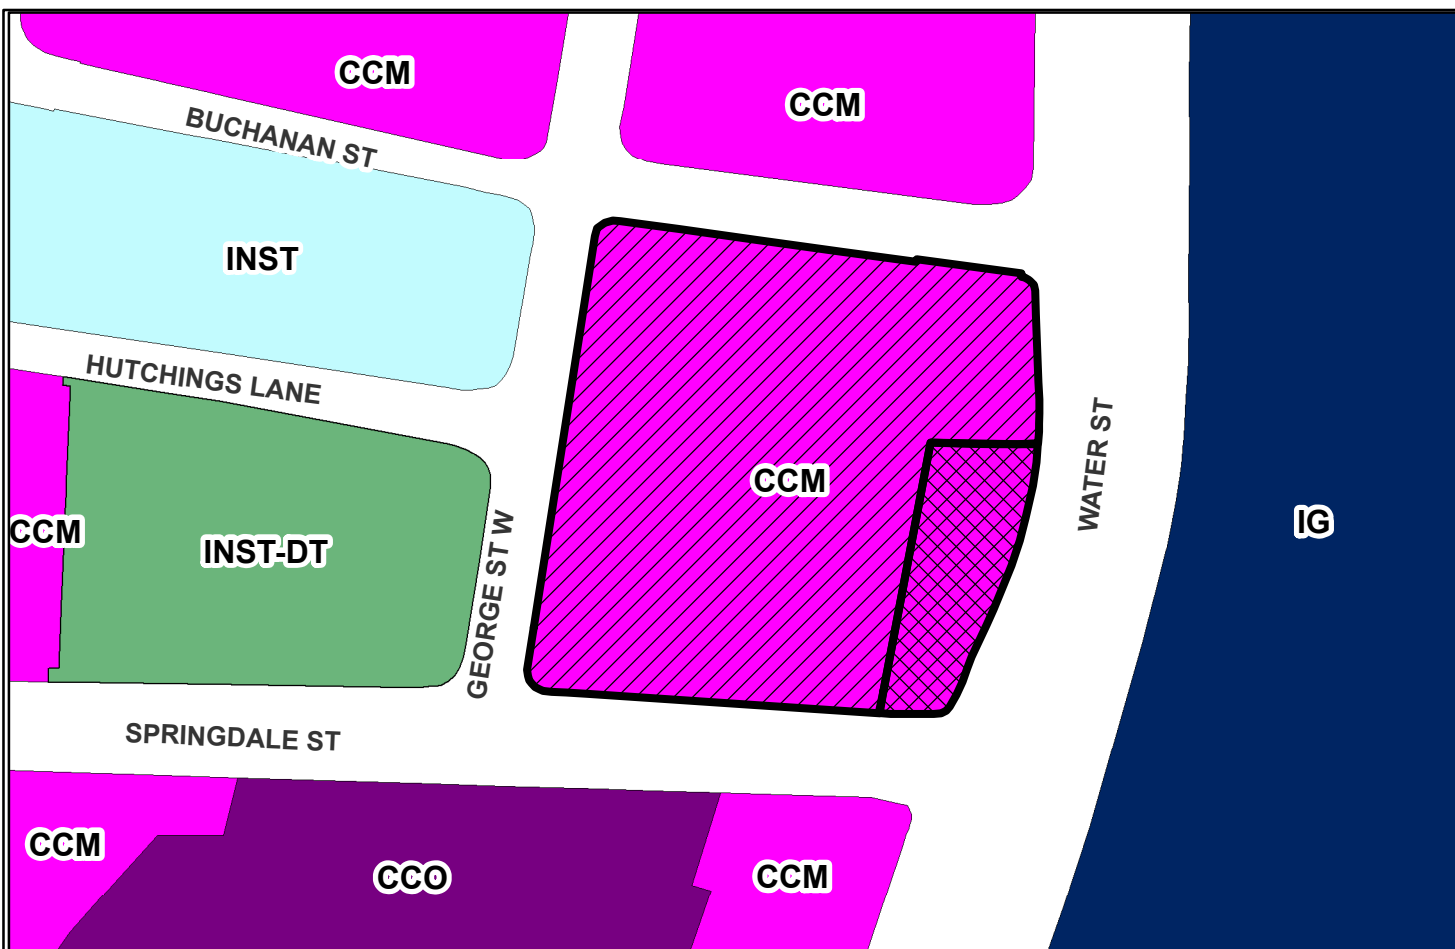 CCM
CCM
BUCHANAN ST
INST
HUTCHINGS LANE
CCM
WATER ST
IG
CCM
INST-DT
GEORGE ST W
SPRINGDALE ST
CCM
CCO
CCM